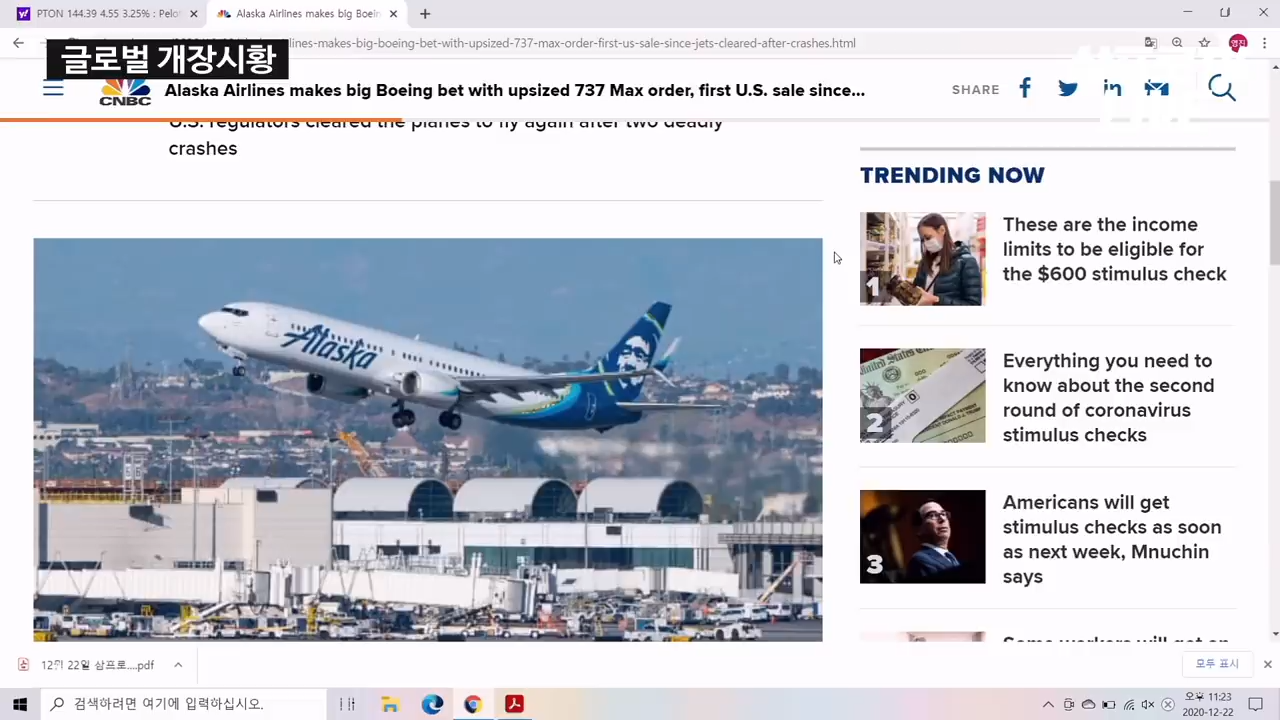 PTON 144.39 4.55 3.25% : Pelot
Alaska Airlines makes big Boein
글로벌 개장시황
lines-makes-big-boeing-bet-with-upsized-737-max-order-first-us-sale-since-jets-cleared
hes.html
CNBC
Alaska Airlines makes big Boeing bet with upsized 737 Max order, first U.S. sale since...
SHARE
U.S. regulators cleared the planes to fly again after two deadly
crashes
Alaska
TRENDING NOW
1
These are the income
limits to be eligible for
the $600 stimulus check
2
Everything you need to
know about the second
round of coronavirus
stimulus checks
3
Americans will get
stimulus checks as soon
as next week, Mnuchin
says
Some workers will get an
12월 22일 삼프로....pdf
모두 표시
검색하려면 여기에 입력하십시오.
오후 11:23
2020-12-22